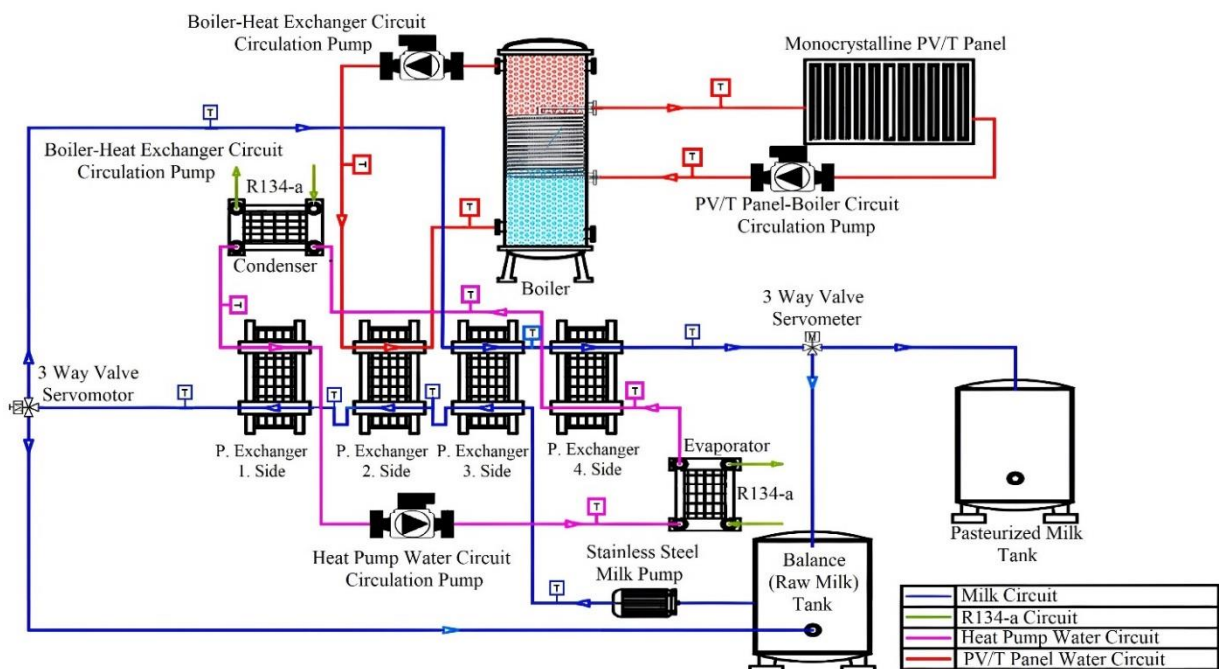 Boiler-Heat Exchanger Circuit
Circulation Pump
Monocrystalline PV/T Panel
T
T
Boiler-Heat Exchanger Circuit
Circulation Pump
R134-a
T
T
T
PV/T Panel-Boiler Circuit
Circulation Pump
Condenser
Boiler
T
T
3 Way Valve
Servometer
M
T
T
3 Way Valve
Servomotor
T
T
T
T
P. Exchanger
1. Side
P. Exchanger
2. Side
P. Exchanger
3. Side
P. Exchanger
4. Side
Evaporator
R134-a
T
Heat Pump Water Circuit
Circulation Pump
Stainless Steel
Milk Pump
T
Balance
(Raw Milk)
Tank
Pasteurized Milk
Tank
Milk Circuit
R134-a Circuit
Heat Pump Water Circuit
PV/T Panel Water Circuit